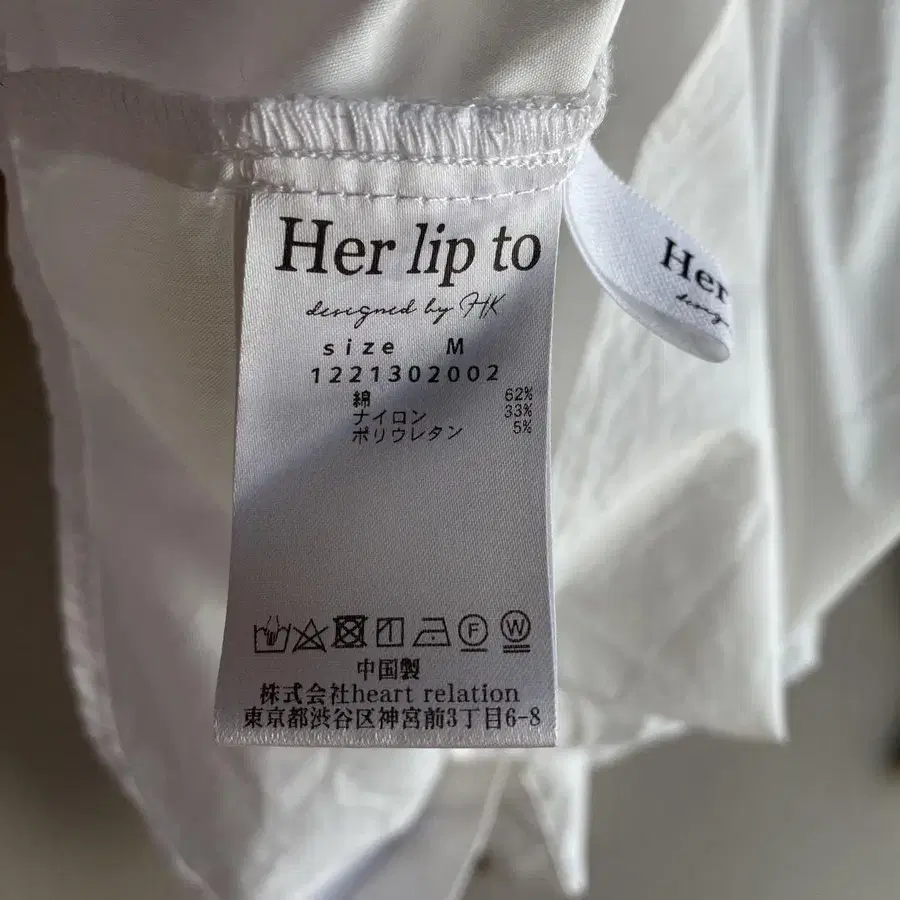 Her lip to
designed by HK
size M
1221302002
綿 62%
ナイロン 33%
ポリウレタン 5%
F W
中国製
株式会社heart relation
東京都渋谷区神宮前3丁目6-8
Her